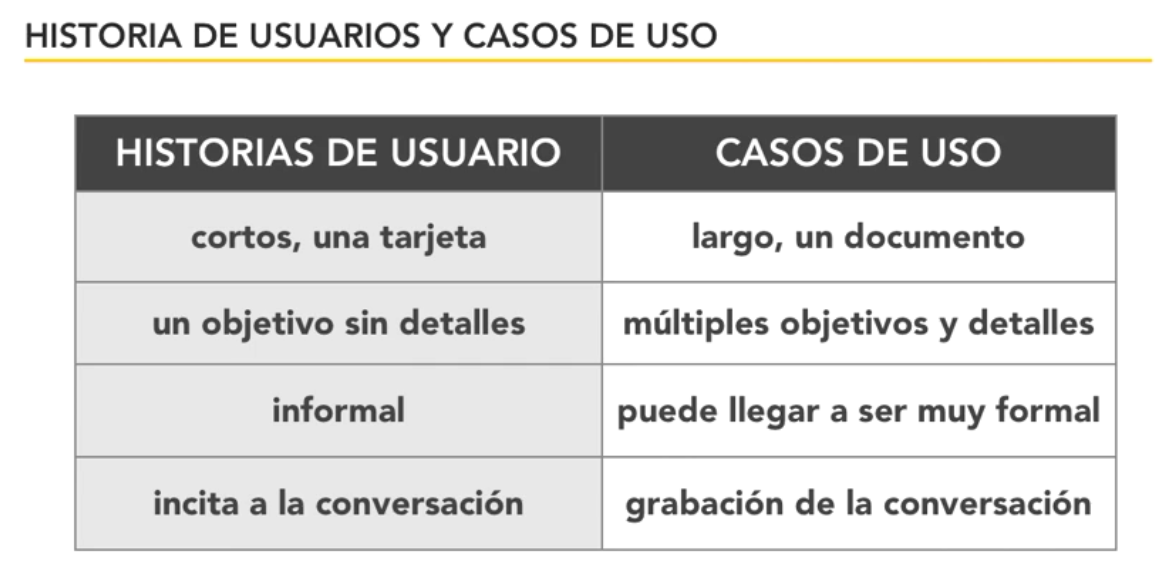 HISTORIA DE USUARIOS Y CASOS DE USO
HISTORIAS DE USUARIO CASOS DE USO
cortos, una tarjeta largo, un documento
un objetivo sin detalles múltiples objetivos y detalles
informal puede llegar a ser muy formal
incita a la conversación grabación de la conversación